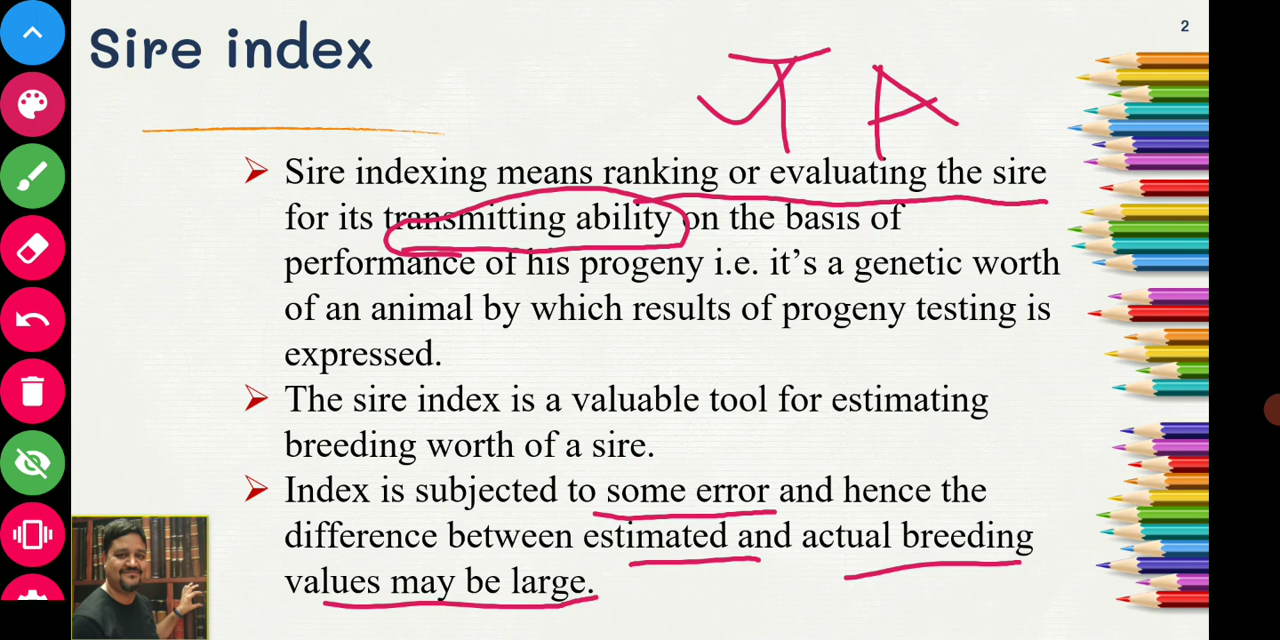 Sire index
2
TA
Sire indexing means ranking or evaluating the sire
for its transmitting ability on the basis of
performance of his progeny i.e. it’s a genetic worth
of an animal by which results of progeny testing is
expressed.
The sire index is a valuable tool for estimating
breeding worth of a sire.
Index is subjected to some error and hence the
difference between estimated and actual breeding
values may be large.